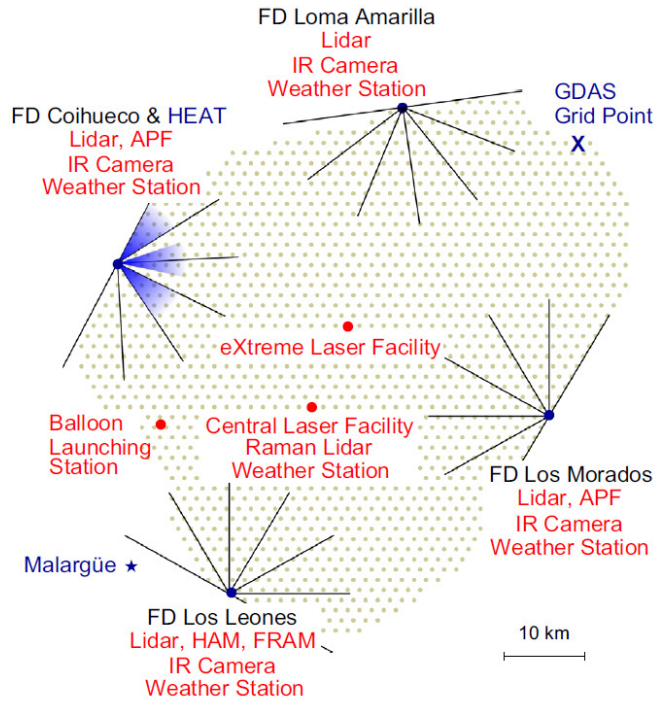 FD Loma Amarilla
Lidar
IR Camera
Weather Station
GDAS
Grid Point
X
FD Coihueco & HEAT
Lidar, APF
IR Camera
Weather Station
eXtreme Laser Facility
Balloon
Launching
Station
Central Laser Facility
Raman Lidar
Weather Station
FD Los Morados
Lidar, APF
IR Camera
Weather Station
Malargüe
FD Los Leones
Lidar, HAM, FRAM
IR Camera
Weather Station
10 km